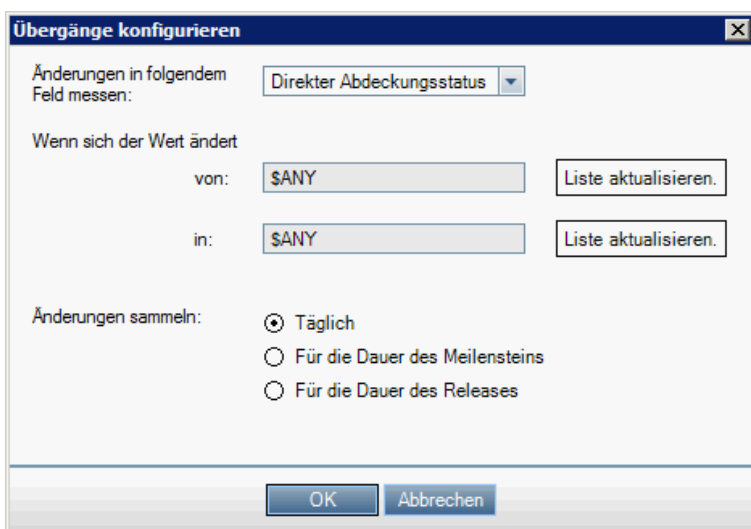 Übergänge konfigurieren
Änderungen in folgendem
Feld messen:
Direkter Abdeckungsstatus
Wenn sich der Wert ändert
von:
$ANY
Liste aktualisieren.
in:
$ANY
Liste aktualisieren.
Änderungen sammeln:
Täglich
Für die Dauer des Meilensteins
Für die Dauer des Releases
OK
Abbrechen